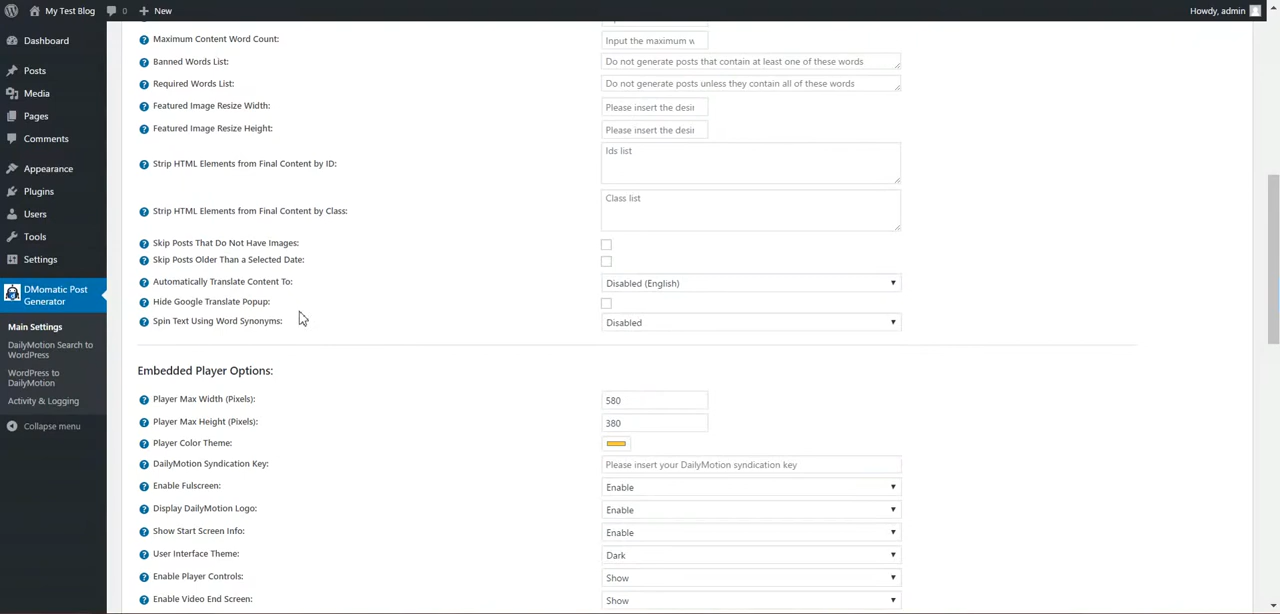 My Test Blog
0
New
Howdy, admin
Dashboard
Posts
Media
Pages
Comments
Appearance
Plugins
Users
Tools
Settings
DMomatic Post
Generator
Main Settings
DailyMotion Search to
WordPress
WordPress to
DailyMotion
Activity & Logging
Collapse menu
Maximum Content Word Count:
Input the maximum w
Banned Words List:
Do not generate posts that contain at least one of these words
Required Words List:
Do not generate posts unless they contain all of these words
Featured Image Resize Width:
Please insert the desir
Featured Image Resize Height:
Please insert the desir
Strip HTML Elements from Final Content by ID:
Ids list
Strip HTML Elements from Final Content by Class:
Class list
Skip Posts That Do Not Have Images:
Skip Posts Older Than a Selected Date:
Automatically Translate Content To:
Disabled (English)
Hide Google Translate Popup:
Spin Text Using Word Synonyms:
Disabled
Embedded Player Options:
Player Max Width (Pixels):
580
Player Max Height (Pixels):
380
Player Color Theme:
DailyMotion Syndication Key:
Please insert your DailyMotion syndication key
Enable Fulscreen:
Enable
Display DailyMotion Logo:
Enable
Show Start Screen Info:
Enable
User Interface Theme:
Dark
Enable Player Controls:
Show
Enable Video End Screen:
Show